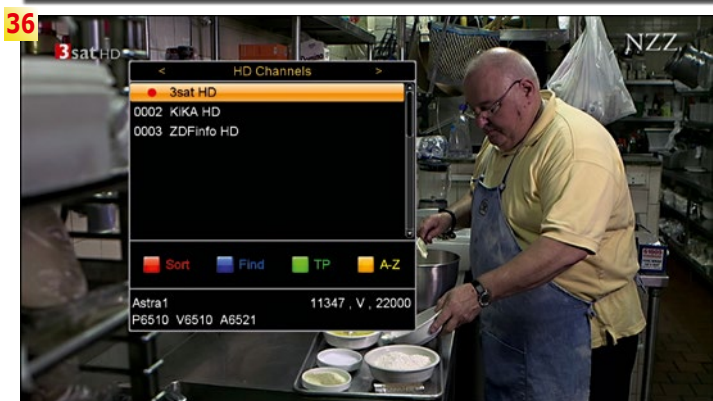 36
3sat HD
NZZ
< HD Channels >
3sat HD
0002 KiKA HD
0003 ZDFinfo HD
Sort Find TP A-Z
Astra1 11347 , V , 22000
P6510 V6510 A6521